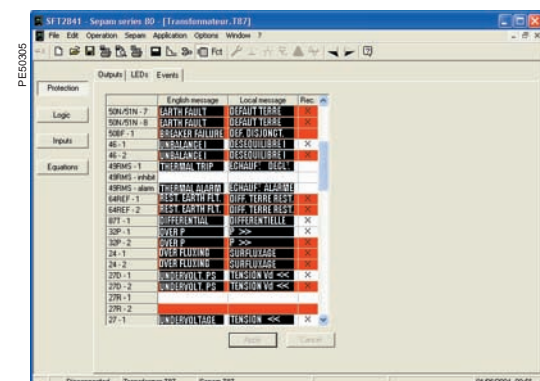 SFT2841 - Sepam series 80 - [Transformateur.T87]
File Edit Operation Sepam Application Options Window ?
PE50305
Outputs LEDs Events
Protection
Logic
Inputs
Equations
English message Local message Rec.
50N/51N - 7 EARTH FAULT DEFAUT TERRE X
50N/51N - 8 EARTH FAULT DEFAUT TERRE X
50BF - 1 BREAKER FAILURE DEF. DISJONCT.
46 - 1 UNBALANCE I DESEQUILIBRE I X
46 - 2 UNBALANCE I DESEQUILIBRE I X
49RMS - 1 THERMAL TRIP ECHAUF: DECL:
49RMS - inhibit
49RMS - alarm THERMAL ALARM ECHAUF: ALARME
64REF - 1 REST. EARTH FLT. DIFF. TERRE REST. X
64REF - 2 REST. EARTH FLT. DIFF. TERRE REST. X
87T - 1 DIFFERENTIAL DIFFERENTIELLE X
32P - 1 OVER P P >> X
32P - 2 OVER P P >> X
24 - 1 OVER FLUXING SURFLUXAGE X
24 - 2 OVER FLUXING SURFLUXAGE X
27D - 1 UNDERVOLT. PS TENSION Vd << X
27D - 2 UNDERVOLT. PS TENSION Vd << X
27R - 1
27R - 2
27 - 1 UNDERVOLTAGE TENSION << X
Apply Cancel